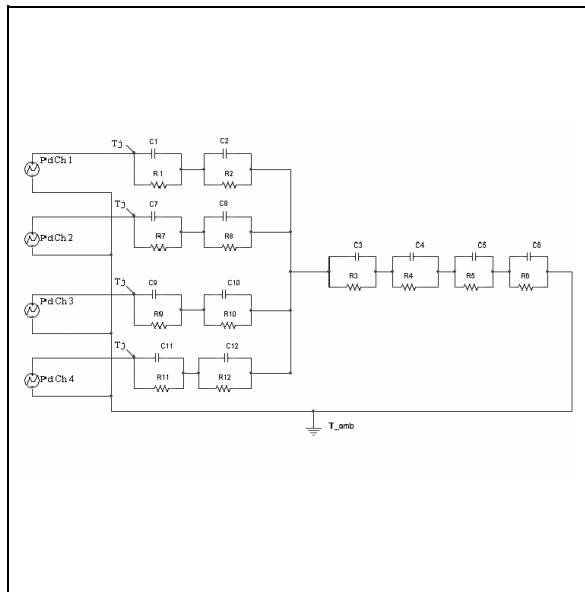 Tj C1 C2
PdCh1
R1 R2
Tj C7 C8
PdCh2
R7 R8
C3 C4 C5 C6
R3 R4 R5 R6
Tj C9 C10
PdCh3
R9 R10
Tj C11 C12
PdCh4
R11 R12
T_amb